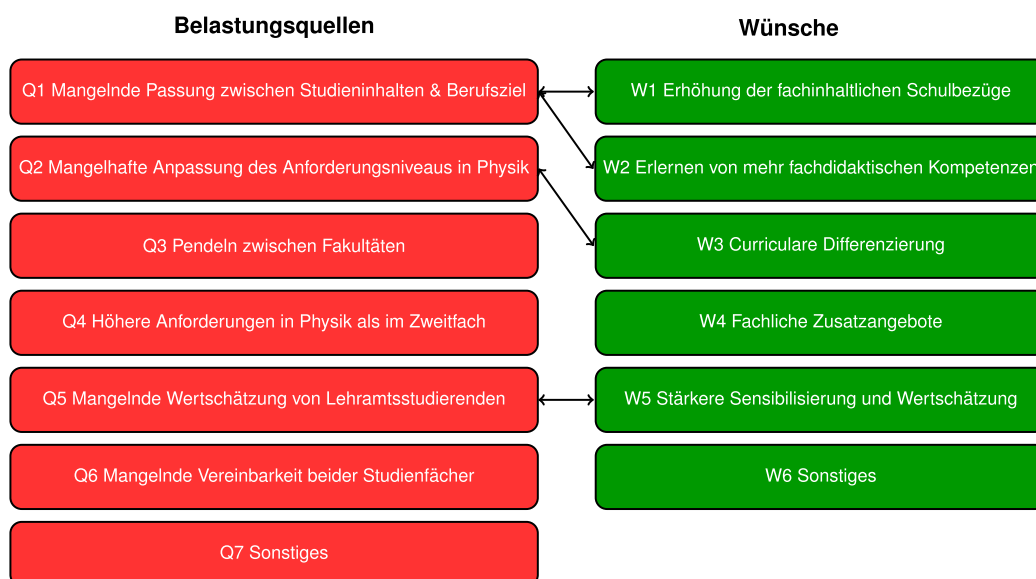 Belastungsquellen
Wünsche
Q1 Mangelnde Passung zwischen Studieninhalten & Berufsziel
W1 Erhöhung der fachinhaltlichen Schulbezüge
Q2 Mangelhafte Anpassung des Anforderungsniveaus in Physik
W2 Erlernen von mehr fachdidaktischen Kompetenzen
Q3 Pendeln zwischen Fakultäten
W3 Curriculare Differenzierung
Q4 Höhere Anforderungen in Physik als im Zweitfach
W4 Fachliche Zusatzangebote
Q5 Mangelnde Wertschätzung von Lehramtsstudierenden
W5 Stärkere Sensibilisierung und Wertschätzung
Q6 Mangelnde Vereinbarkeit beider Studienfächer
W6 Sonstiges
Q7 Sonstiges